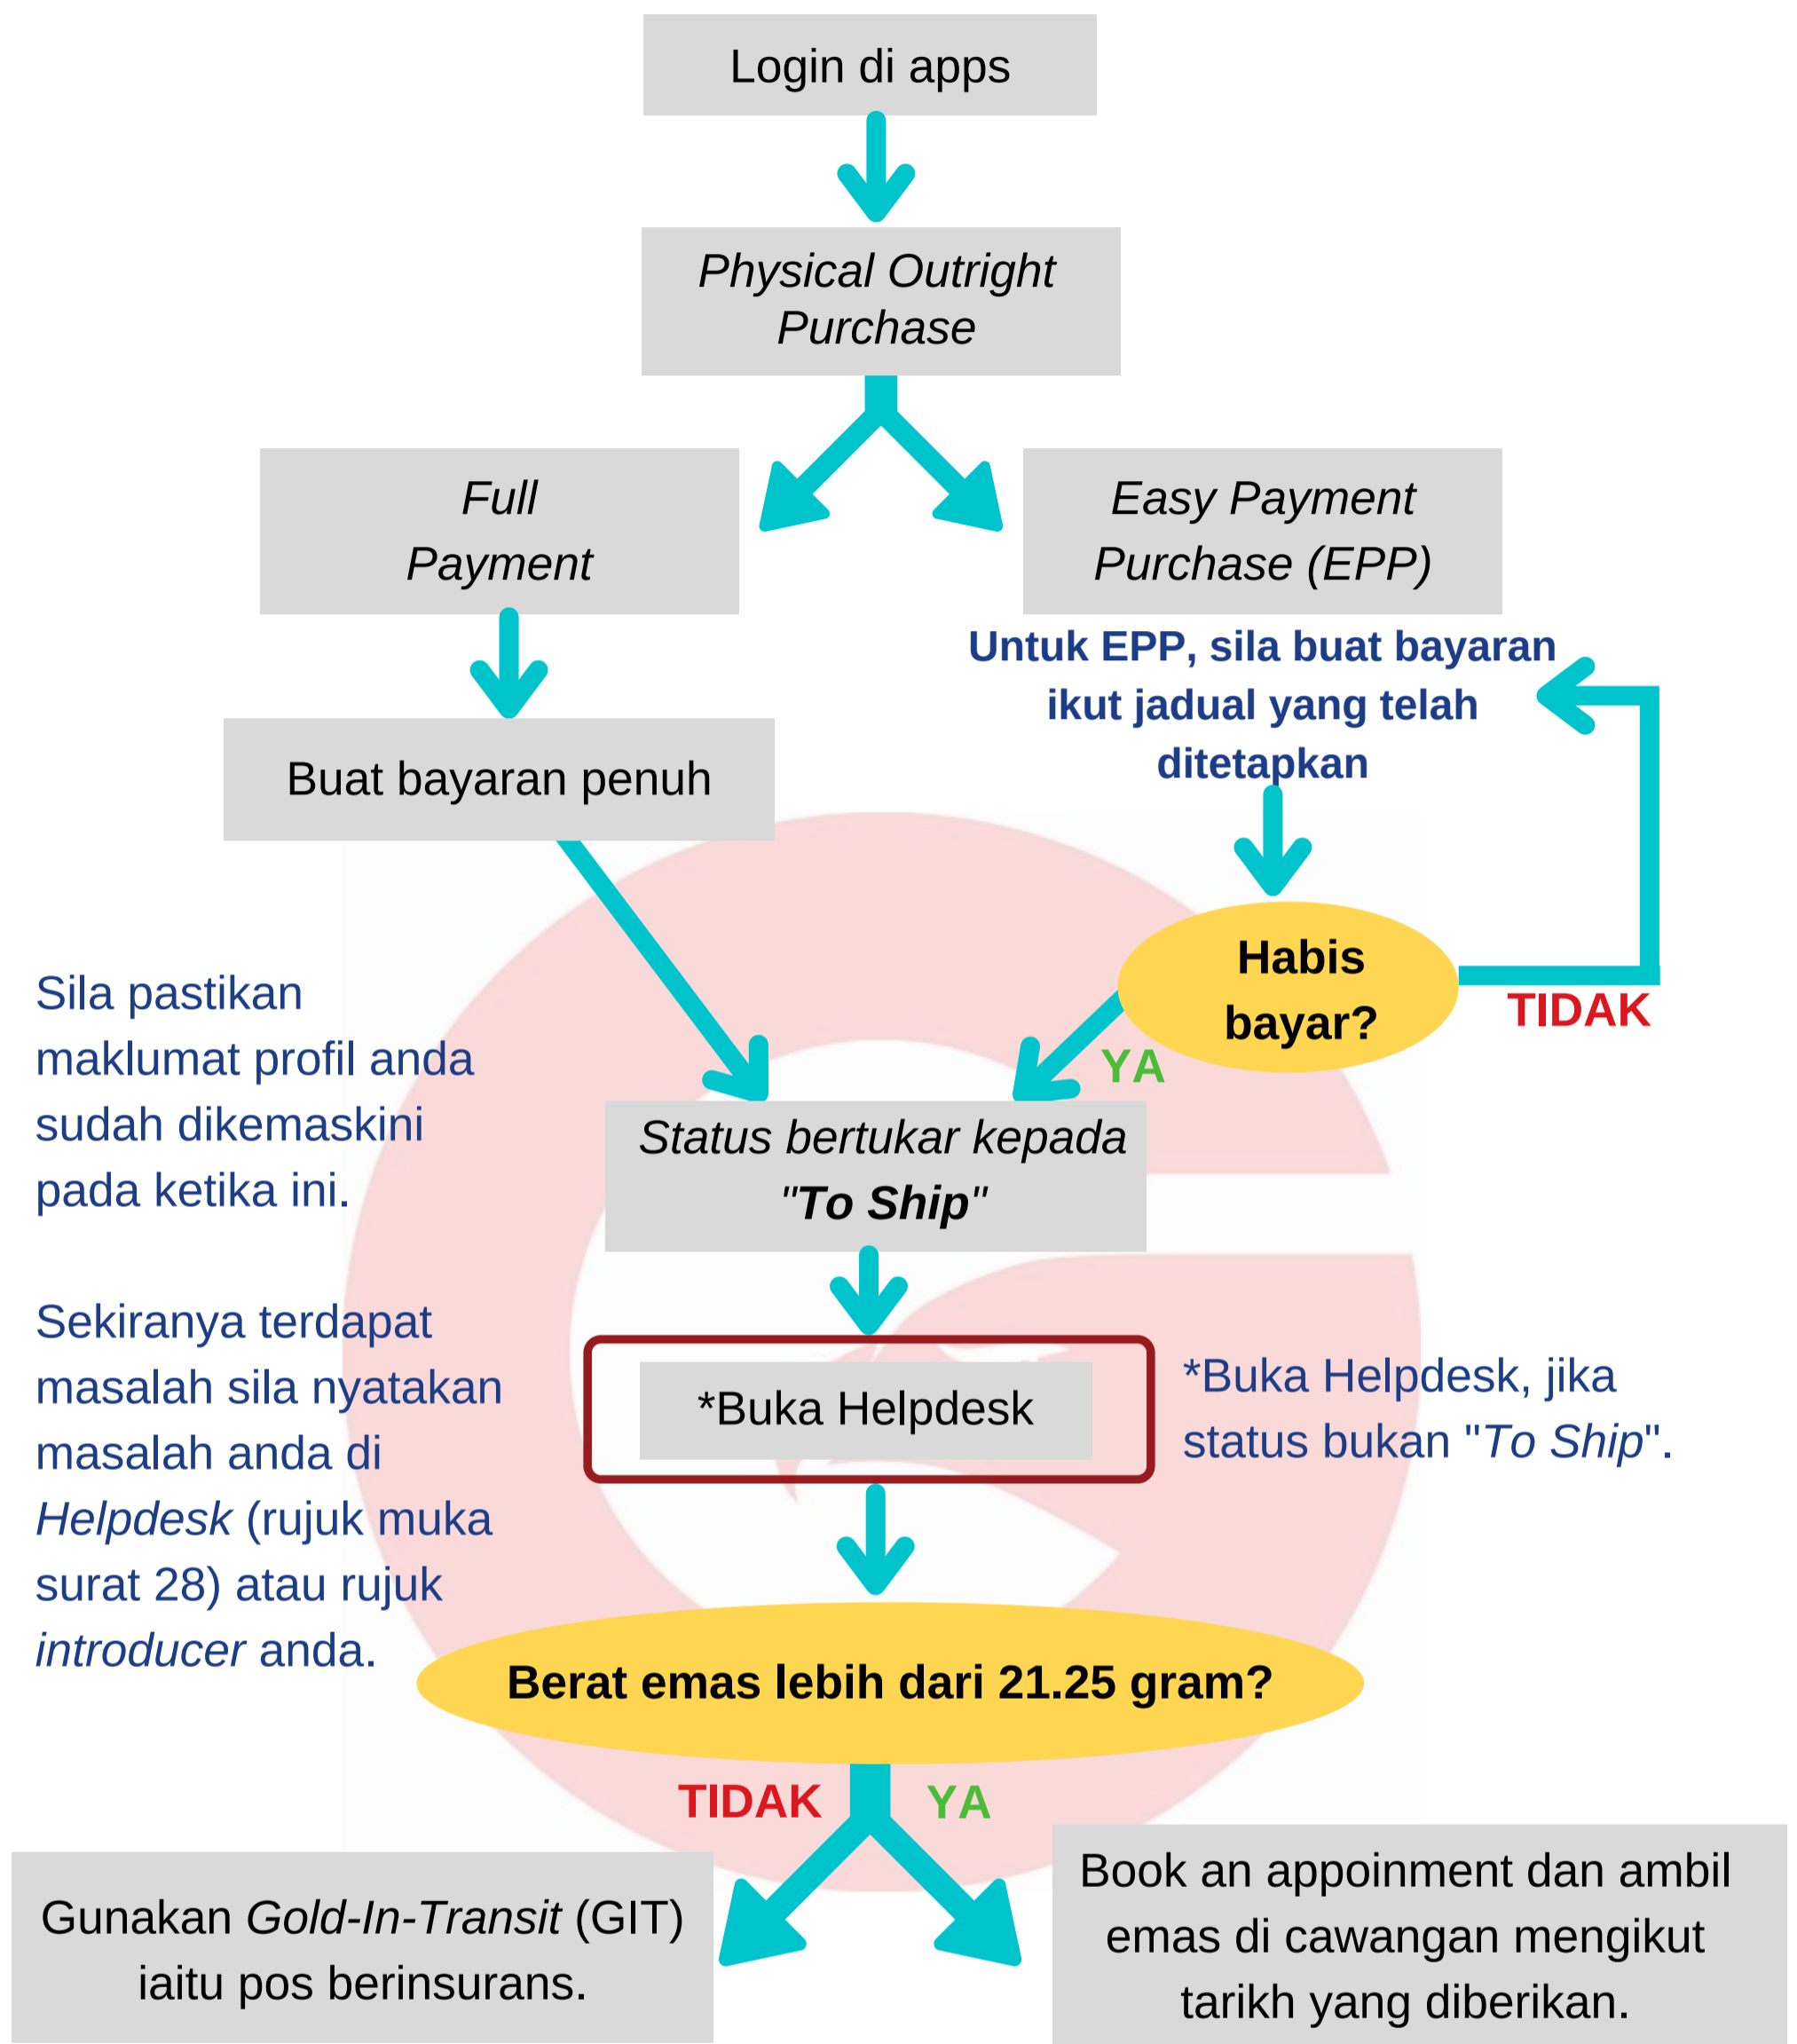 Login di apps
Physical Outright
Purchase
Full
Payment
Easy Payment
Purchase (EPP)
Untuk EPP, sila buat bayaran
ikut jadual yang telah
ditetapkan
Buat bayaran penuh
Habis
bayar?
TIDAK
YA
Sila pastikan
maklumat profil anda
sudah dikemaskini
pada ketika ini.
Status bertukar kepada
"To Ship"
Sekiranya terdapat
masalah sila nyatakan
masalah anda di
Helpdesk (rujuk muka
surat 28) atau rujuk
introducer anda.
*Buka Helpdesk
*Buka Helpdesk, jika
status bukan "To Ship".
Berat emas lebih dari 21.25 gram?
TIDAK
YA
Gunakan Gold-In-Transit (GIT)
iaitu pos berinsurans.
Book an appoinment dan ambil
emas di cawangan mengikut
tarikh yang diberikan.